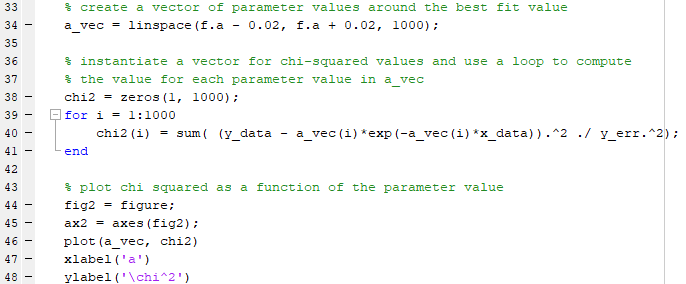 33 % create a vector of parameter values around the best fit value
34 – a_vec = linspace(f.a - 0.02, f.a + 0.02, 1000);
35
36 % instantiate a vector for chi-squared values and use a loop to compute
37 % the value for each parameter value in a_vec
38 – chi2 = zeros(1, 1000);
39 – for i = 1:1000
40 – chi2(i) = sum( (y_data - a_vec(i)*exp(-a_vec(i)*x_data)).^2 ./ y_err.^2);
41 – end
42
43 % plot chi squared as a function of the parameter value
44 – fig2 = figure;
45 – ax2 = axes(fig2);
46 – plot(a_vec, chi2)
47 – xlabel('a')
48 – ylabel('\chi^2')